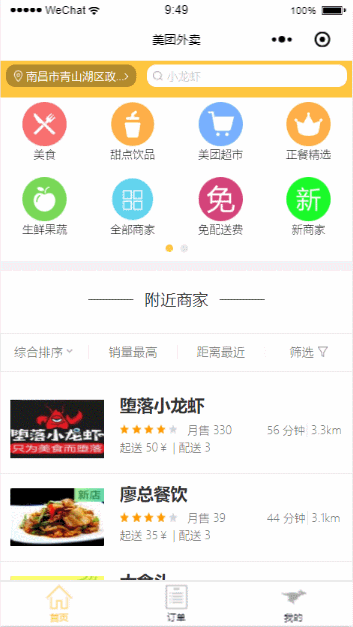 WeChat 9:49 100%
美团外卖
南昌市青山湖区政... 小龙虾
美食 甜点饮品 美团超市 正餐精选
免 新
生鲜果蔬 全部商家 免配送费 新商家
附近商家
综合排序 销量最高 距离最近 筛选
堕落小龙虾
堕落小龙虾
月售 330 56 分钟 | 3.3km
只为美食而堕落
起送 50 ¥ | 配送 3
廖总餐饮
新店
月售 39 44 分钟 | 3.1km
起送 35 ¥ | 配送 3
首页 订单 我的